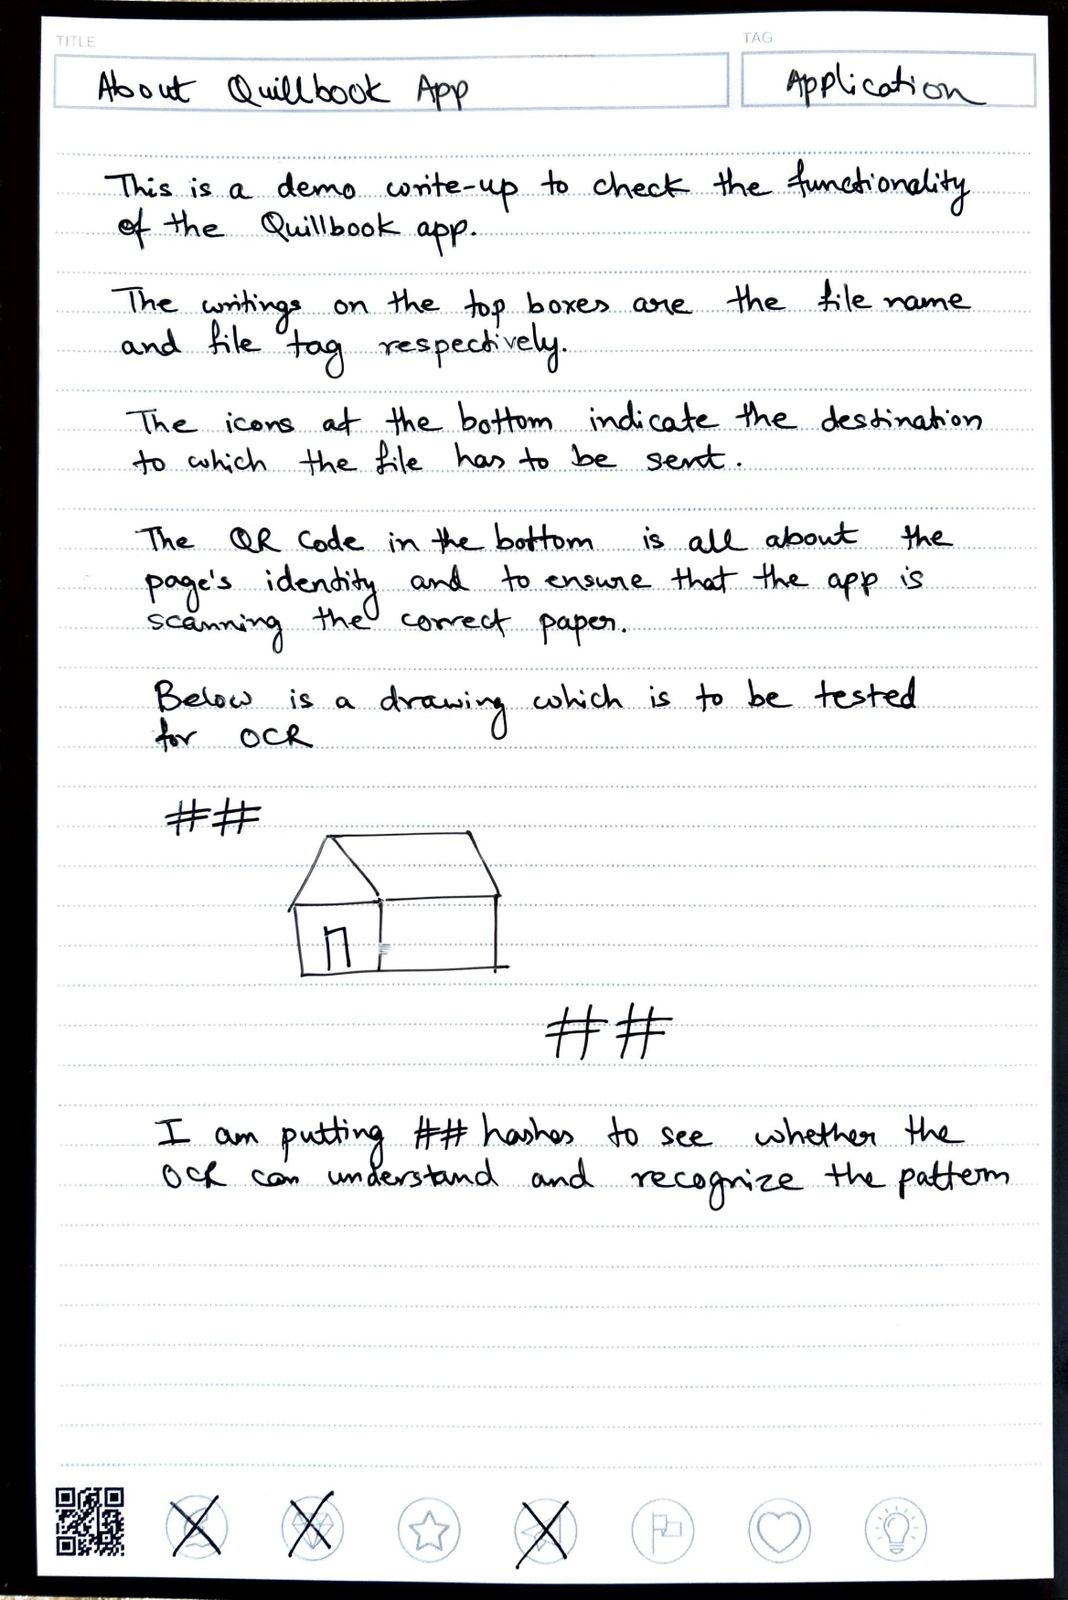 TITLE
TAG
About Quillbook App
Application
This is a demo write-up to check the functionality
of the Quillbook app.
The writings on the top boxes are the file name
and file tag respectively.
The icons at the bottom indicate the destination
to which the file has to be sent.
The QR Code in the bottom is all about the
page's identity and to ensure that the app is
scanning the correct paper.
Below is a drawing which is to be tested
for OCR
##
##
I am putting ## hashes to see whether the
OCR can understand and recognize the pattern